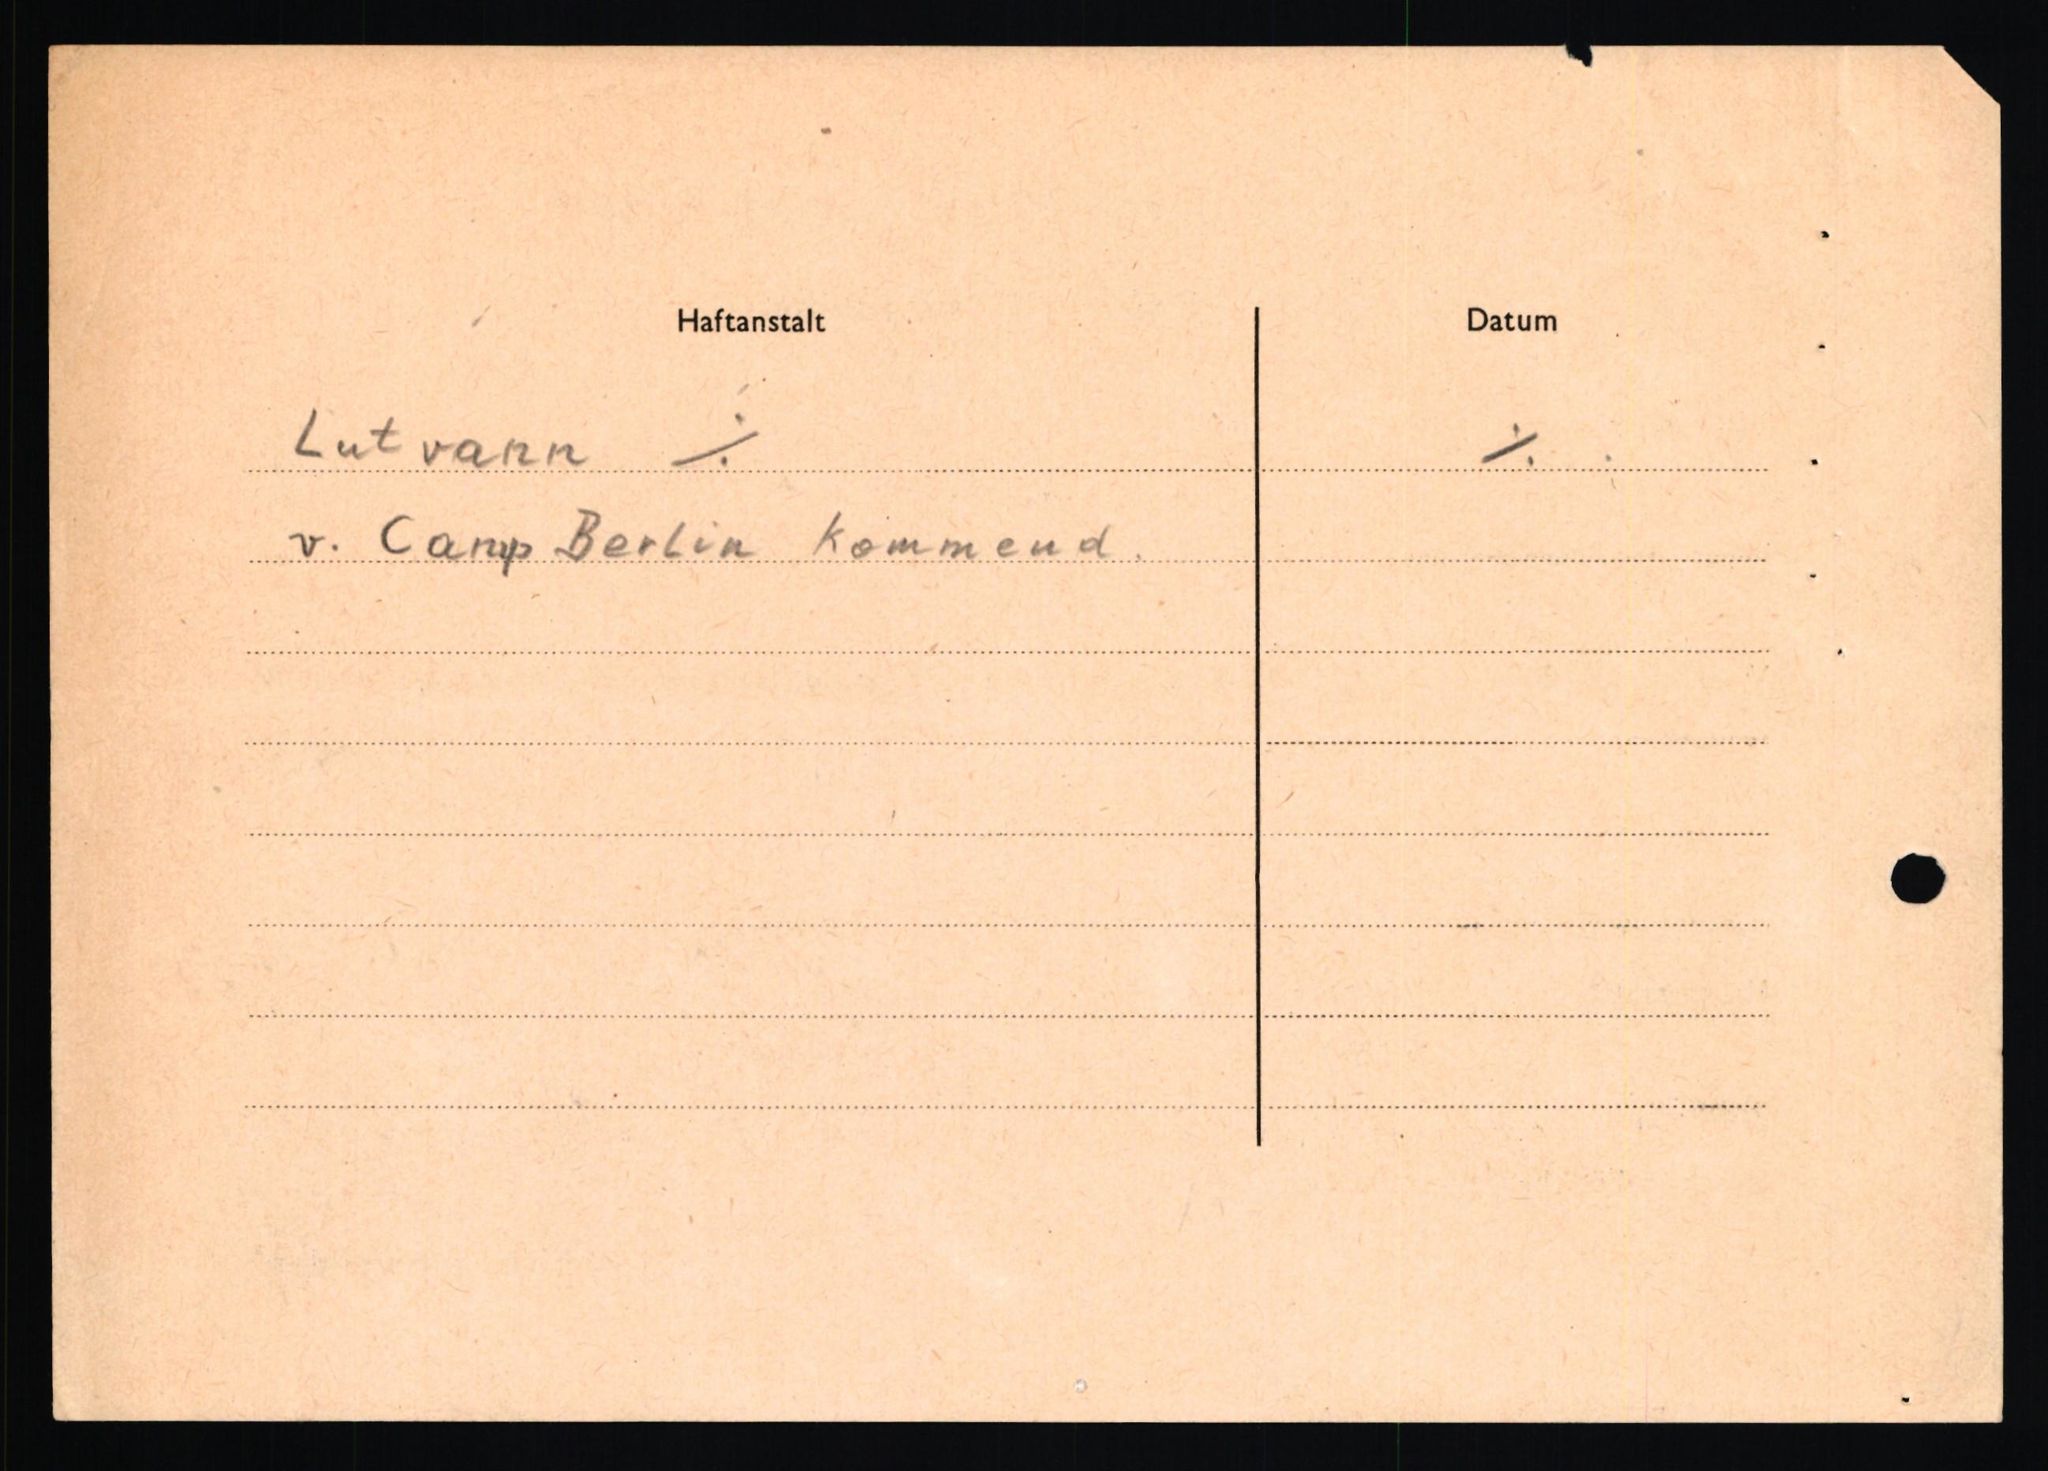 Haftanstalt Datum
Lutvann ./. ./.
v. Camp Berlin kommend.